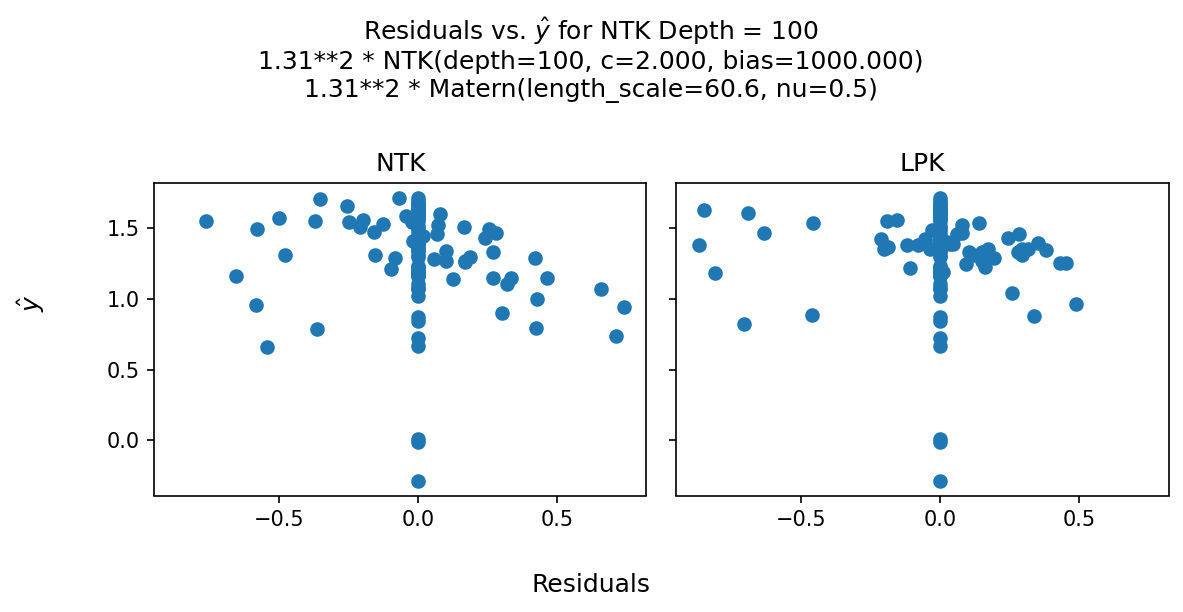 Residuals vs. ŷ for NTK Depth = 100
1.31**2 * NTK(depth=100, c=2.000, bias=1000.000)
1.31**2 * Matern(length_scale=60.6, nu=0.5)
NTK
LPK
1.5
1.0
0.5
0.0
ŷ
−0.5 0.0 0.5
−0.5 0.0 0.5
Residuals